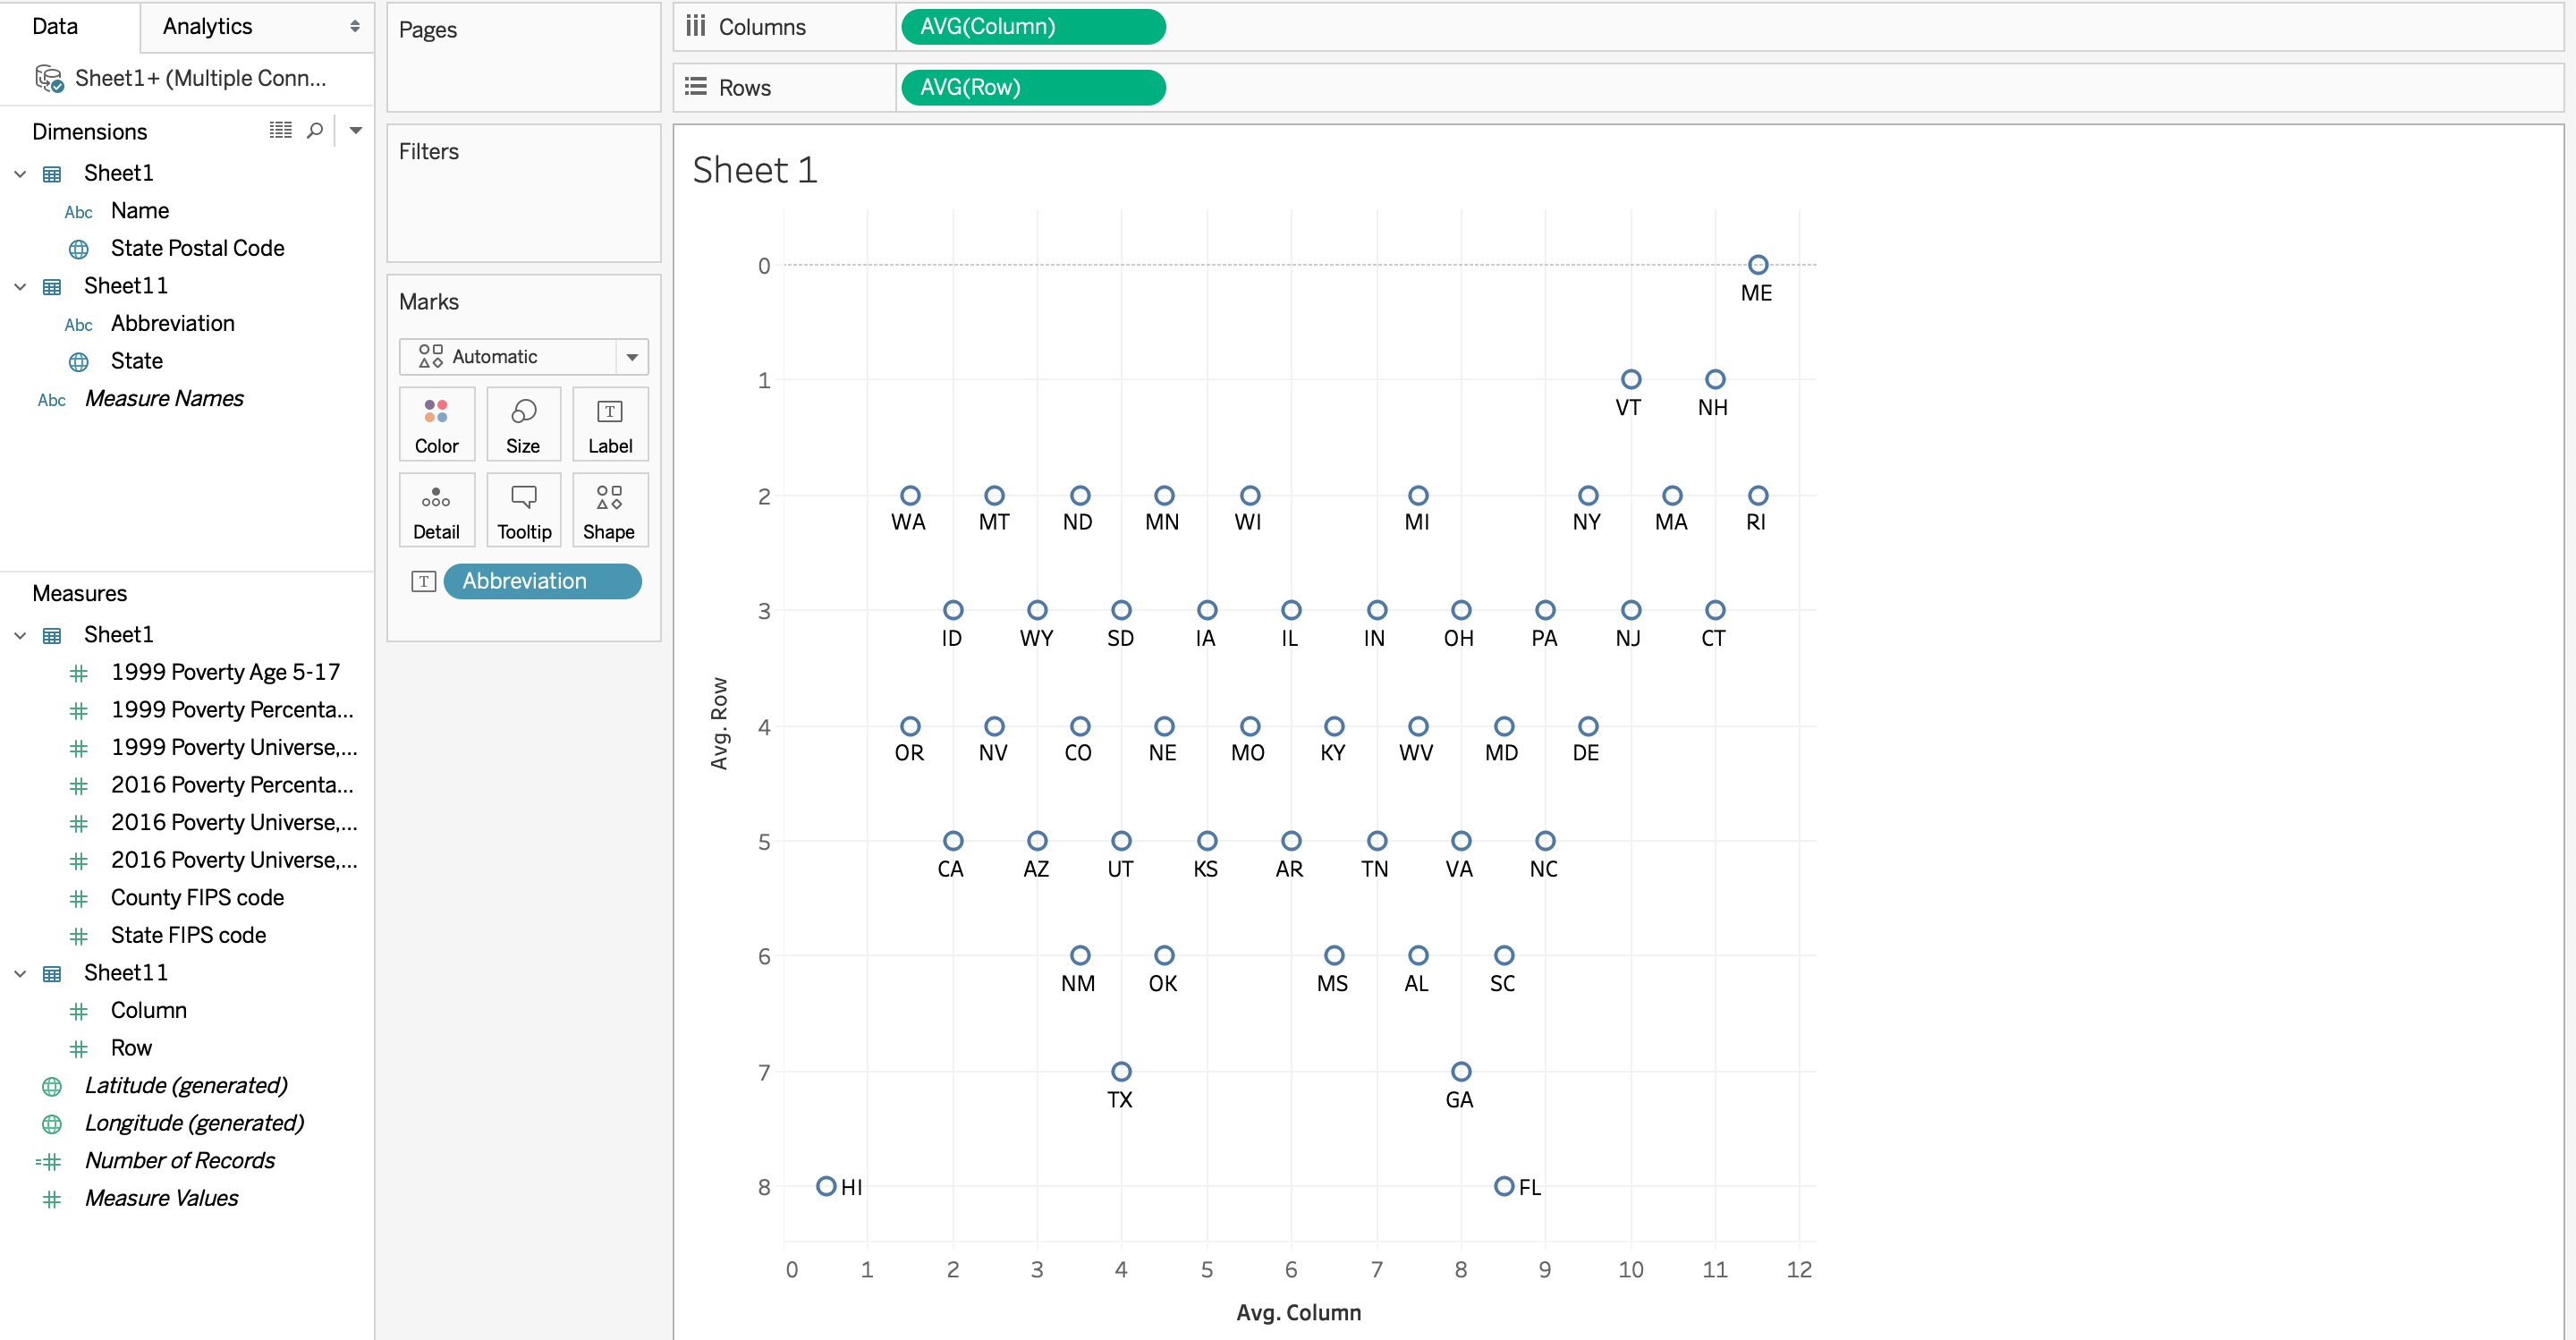 Data
Analytics
Sheet1+ (Multiple Conn...
Dimensions
Sheet1
Abc Name
State Postal Code
Sheet11
Abc Abbreviation
State
Abc Measure Names
Measures
Sheet1
1999 Poverty Age 5-17
1999 Poverty Percenta...
1999 Poverty Universe,...
2016 Poverty Percenta...
2016 Poverty Universe,...
2016 Poverty Universe,...
County FIPS code
State FIPS code
Sheet11
Column
Row
Latitude (generated)
Longitude (generated)
Number of Records
Measure Values
Pages
Filters
Marks
Automatic
Color Size Label
Detail Tooltip Shape
Abbreviation
Columns AVG(Column)
Rows AVG(Row)
Sheet 1
0
ME
1
VT NH
2
WA MT ND MN WI MI NY MA RI
3
ID WY SD IA IL IN OH PA NJ CT
Avg. Row
4
OR NV CO NE MO KY WV MD DE
5
CA AZ UT KS AR TN VA NC
6
NM OK MS AL SC
7
TX GA
8 HI FL
0 1 2 3 4 5 6 7 8 9 10 11 12
Avg. Column